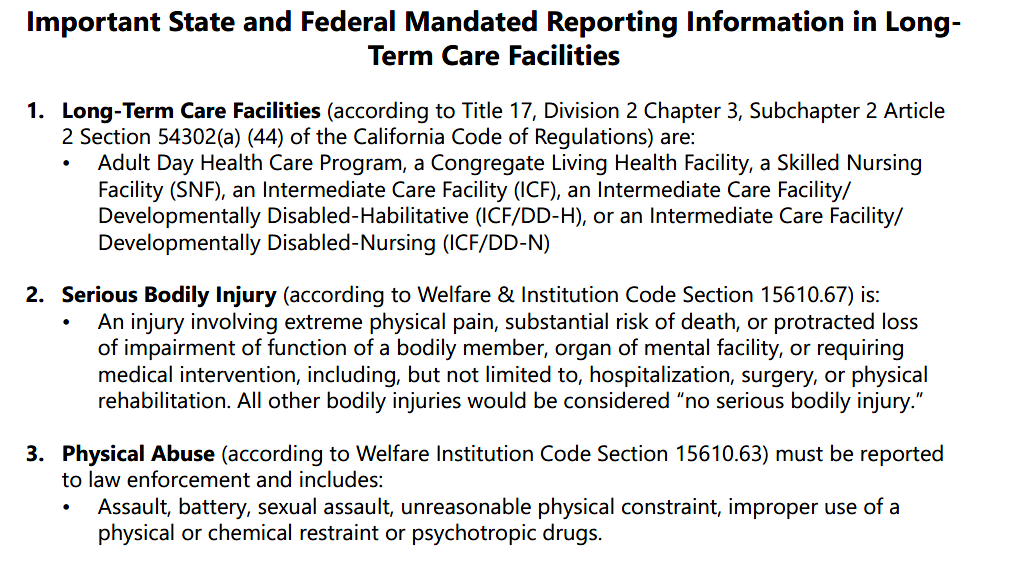 Important State and Federal Mandated Reporting Information in Long-
Term Care Facilities
1. Long-Term Care Facilities (according to Title 17, Division 2 Chapter 3, Subchapter 2 Article
2 Section 54302(a) (44) of the California Code of Regulations) are:
• Adult Day Health Care Program, a Congregate Living Health Facility, a Skilled Nursing
Facility (SNF), an Intermediate Care Facility (ICF), an Intermediate Care Facility/
Developmentally Disabled-Habilitative (ICF/DD-H), or an Intermediate Care Facility/
Developmentally Disabled-Nursing (ICF/DD-N)
2. Serious Bodily Injury (according to Welfare & Institution Code Section 15610.67) is:
• An injury involving extreme physical pain, substantial risk of death, or protracted loss
of impairment of function of a bodily member, organ of mental facility, or requiring
medical intervention, including, but not limited to, hospitalization, surgery, or physical
rehabilitation. All other bodily injuries would be considered “no serious bodily injury.”
3. Physical Abuse (according to Welfare Institution Code Section 15610.63) must be reported
to law enforcement and includes:
• Assault, battery, sexual assault, unreasonable physical constraint, improper use of a
physical or chemical restraint or psychotropic drugs.